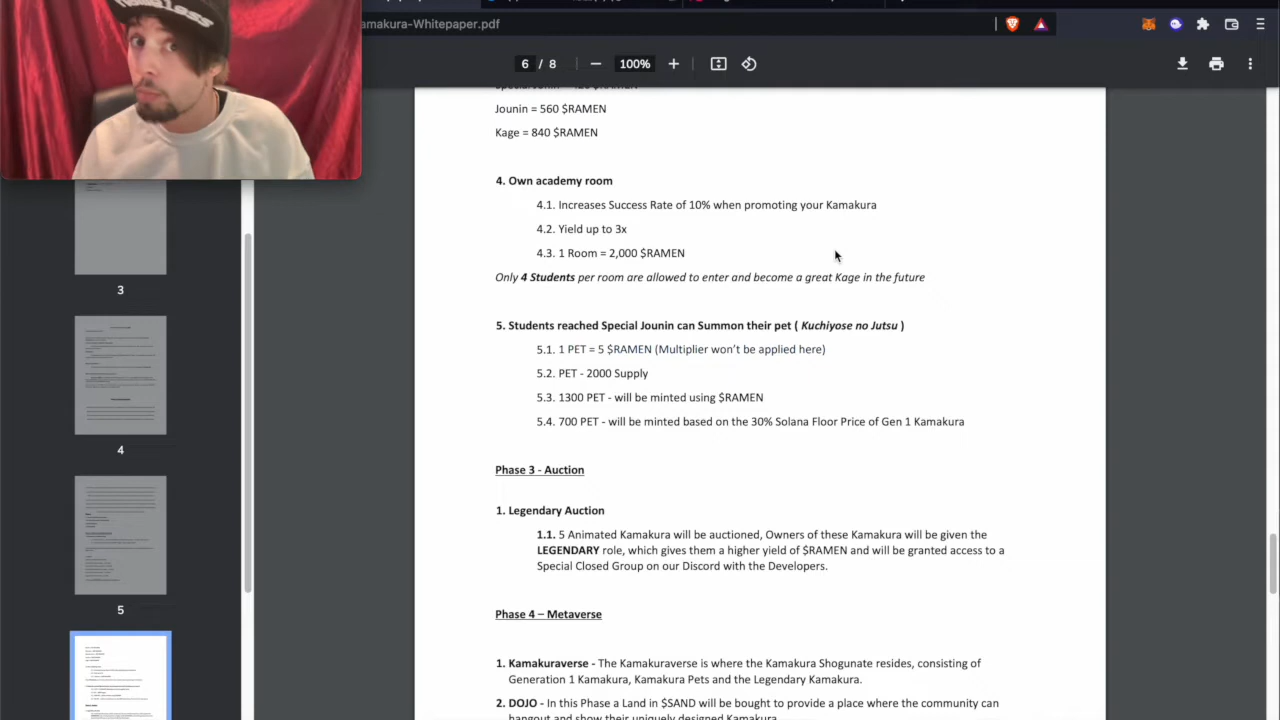 Homeless
amakura-Whitepaper.pdf
6 / 8
100%
Jounin = 560 $RAMEN
Kage = 840 $RAMEN
4. Own academy room
4.1. Increases Success Rate of 10% when promoting your Kamakura
4.2. Yield up to 3x
4.3. 1 Room = 2,000 $RAMEN
Only 4 Students per room are allowed to enter and become a great Kage in the future
5. Students reached Special Jounin can Summon their pet ( Kuchiyose no Jutsu )
5.1. 1 PET = 5 $RAMEN (Multiplier won’t be applied here)
5.2. PET - 2000 Supply
5.3. 1300 PET - will be minted using $RAMEN
5.4. 700 PET - will be minted based on the 30% Solana Floor Price of Gen 1 Kamakura
Phase 3 - Auction
1. Legendary Auction
1.1. 5 Animated Kamakura will be auctioned, Owners of these Kamakura will be given the
LEGENDARY role, which gives them a higher yield of $RAMEN and will be granted access to a
Special Closed Group on our Discord with the Developers.
Phase 4 – Metaverse
1. Kamakuraverse - The Kamakuraverse is where the Kamakura Shogunate resides, consisting of
Generation 1 Kamakura, Kamakura Pets and the Legendary Kamakura.
2. DOJO - In this Phase a Land in $SAND will be bought to provide a place where the community can
hangout and show their uniquely designed Kamakura
3
4
5